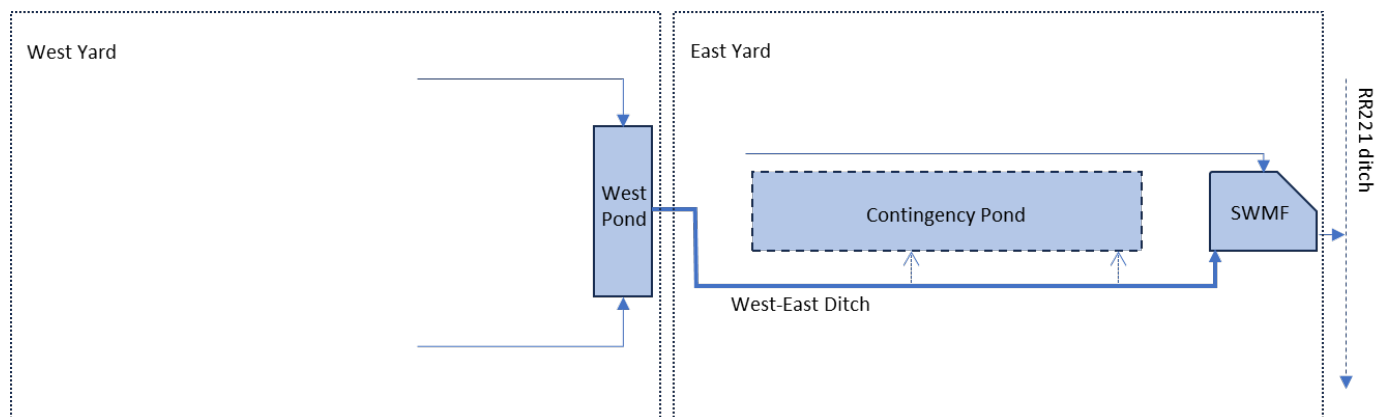 West Yard
East Yard
RR221 ditch
West
Pond
Contingency Pond
SWMF
West-East Ditch